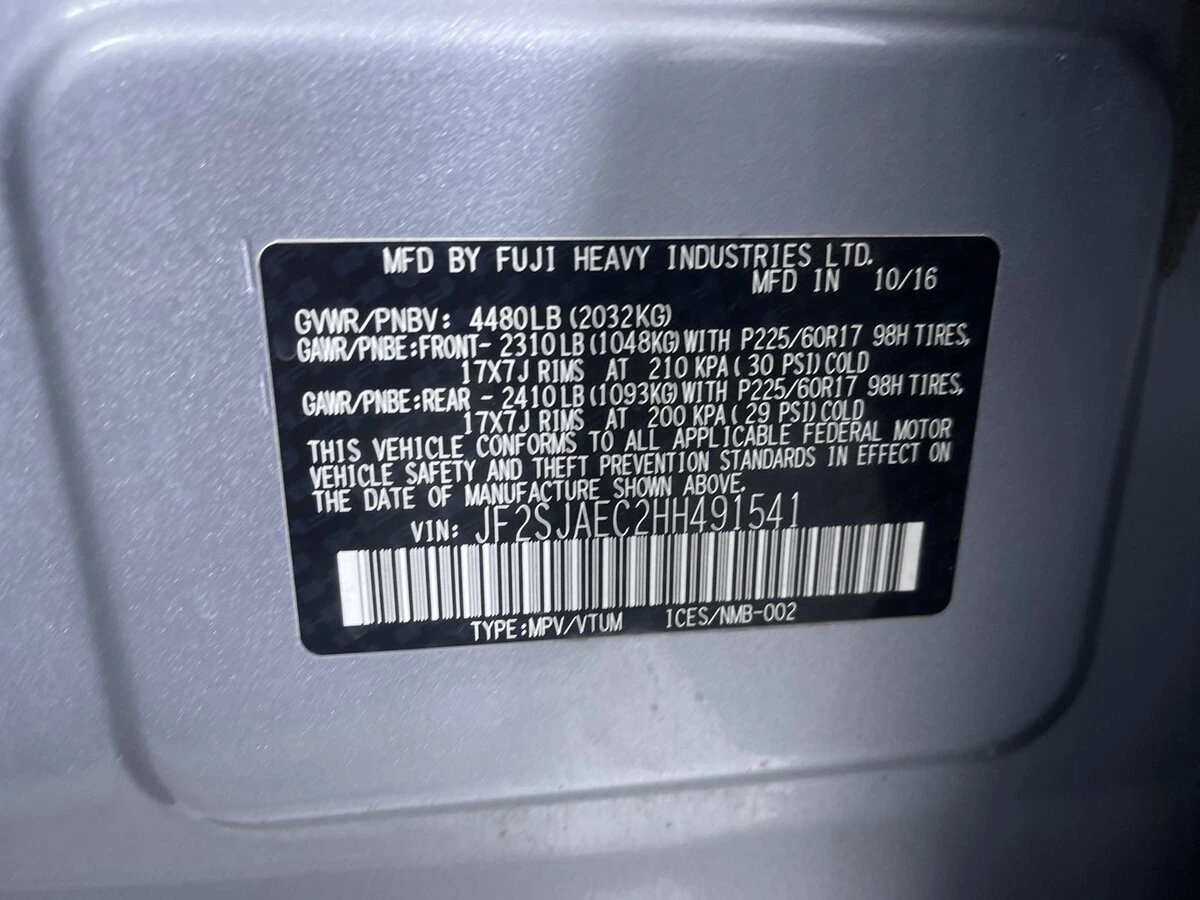 MFD BY FUJI HEAVY INDUSTRIES LTD.
MFD IN 10/16
GVWR/PNBV: 4480LB (2032KG)
GAWR/PNBE:FRONT- 2310LB (1048KG) WITH P225/60R17 98H TIRES,
17X7J RIMS AT 210 KPA ( 30 PSI) COLD
GAWR/PNBE:REAR - 2410LB (1093KG) WITH P225/60R17 98H TIRES,
17X7J RIMS AT 200 KPA ( 29 PSI) COLD
THIS VEHICLE CONFORMS TO ALL APPLICABLE FEDERAL MOTOR
VEHICLE SAFETY AND THEFT PREVENTION STANDARDS IN EFFECT ON
THE DATE OF MANUFACTURE SHOWN ABOVE.
VIN: JF2SJAEC2HH491541
TYPE:MPV/VTUM ICES/NMB-002